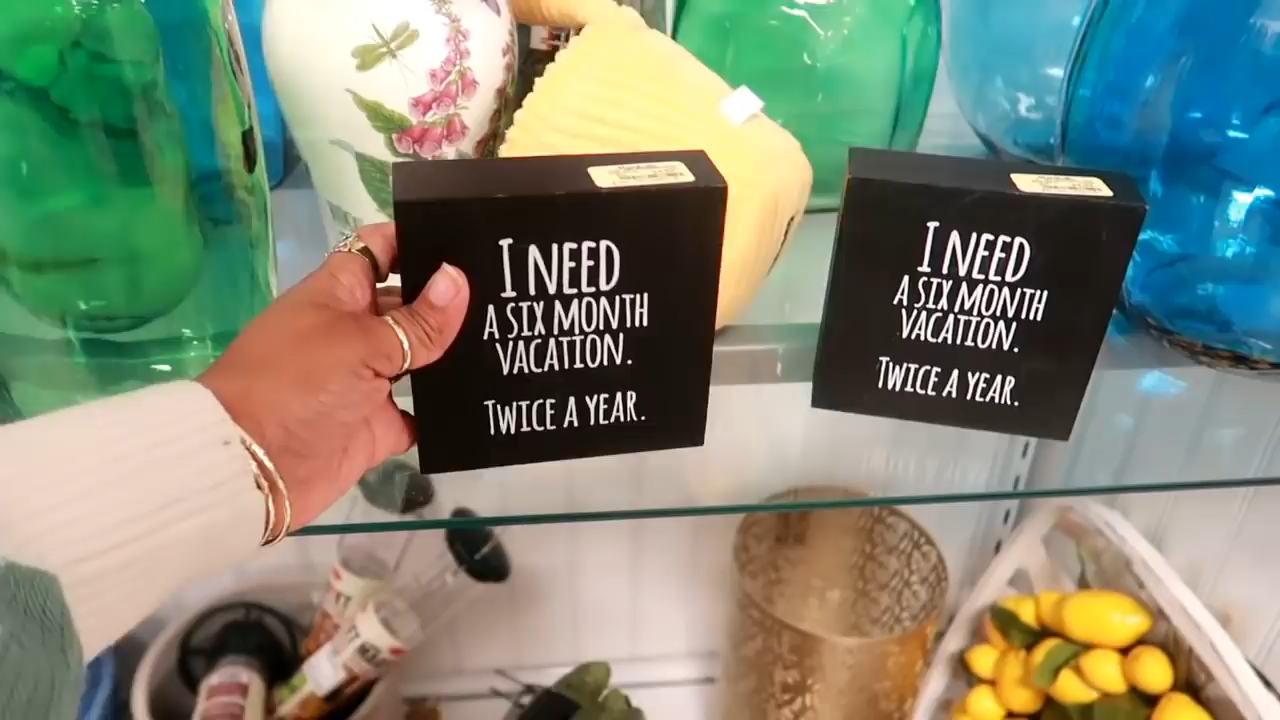 I NEED
A SIX MONTH
VACATION.
TWICE A YEAR.
I NEED
A SIX MONTH
VACATION.
TWICE A YEAR.